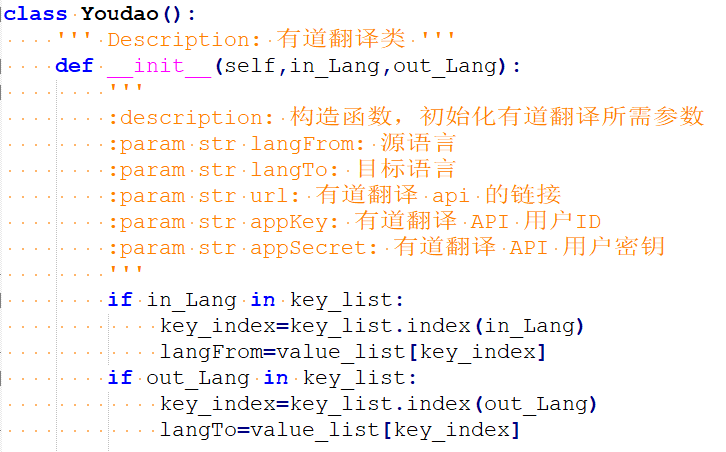 class Youdao():
    ''' Description: 有道翻译类 '''
    def __init__(self,in_Lang,out_Lang):
        '''
        :description: 构造函数，初始化有道翻译所需参数
        :param str langFrom: 源语言
        :param str langTo: 目标语言
        :param str url: 有道翻译 api 的链接
        :param str appKey: 有道翻译 API 用户ID
        :param str appSecret: 有道翻译 API 用户密钥
        '''
        if in_Lang in key_list:
            key_index=key_list.index(in_Lang)
            langFrom=value_list[key_index]
        if out_Lang in key_list:
            key_index=key_list.index(out_Lang)
            langTo=value_list[key_index]